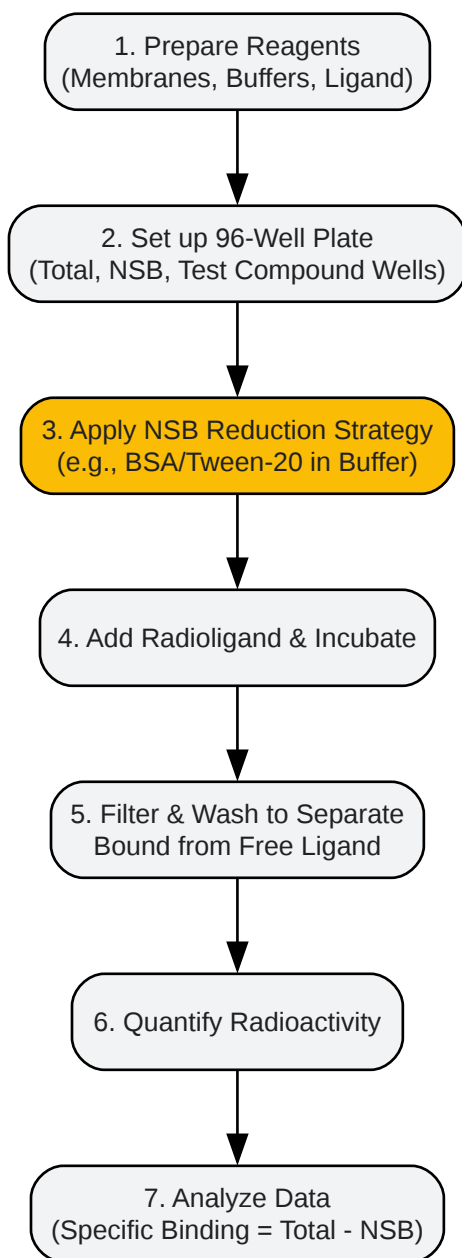 1. Prepare Reagents
(Membranes, Buffers, Ligand)
2. Set up 96-Well Plate
(Total, NSB, Test Compound Wells)
3. Apply NSB Reduction Strategy
(e.g., BSA/Tween-20 in Buffer)
4. Add Radioligand & Incubate
5. Filter & Wash to Separate
Bound from Free Ligand
6. Quantify Radioactivity
7. Analyze Data
(Specific Binding = Total - NSB)